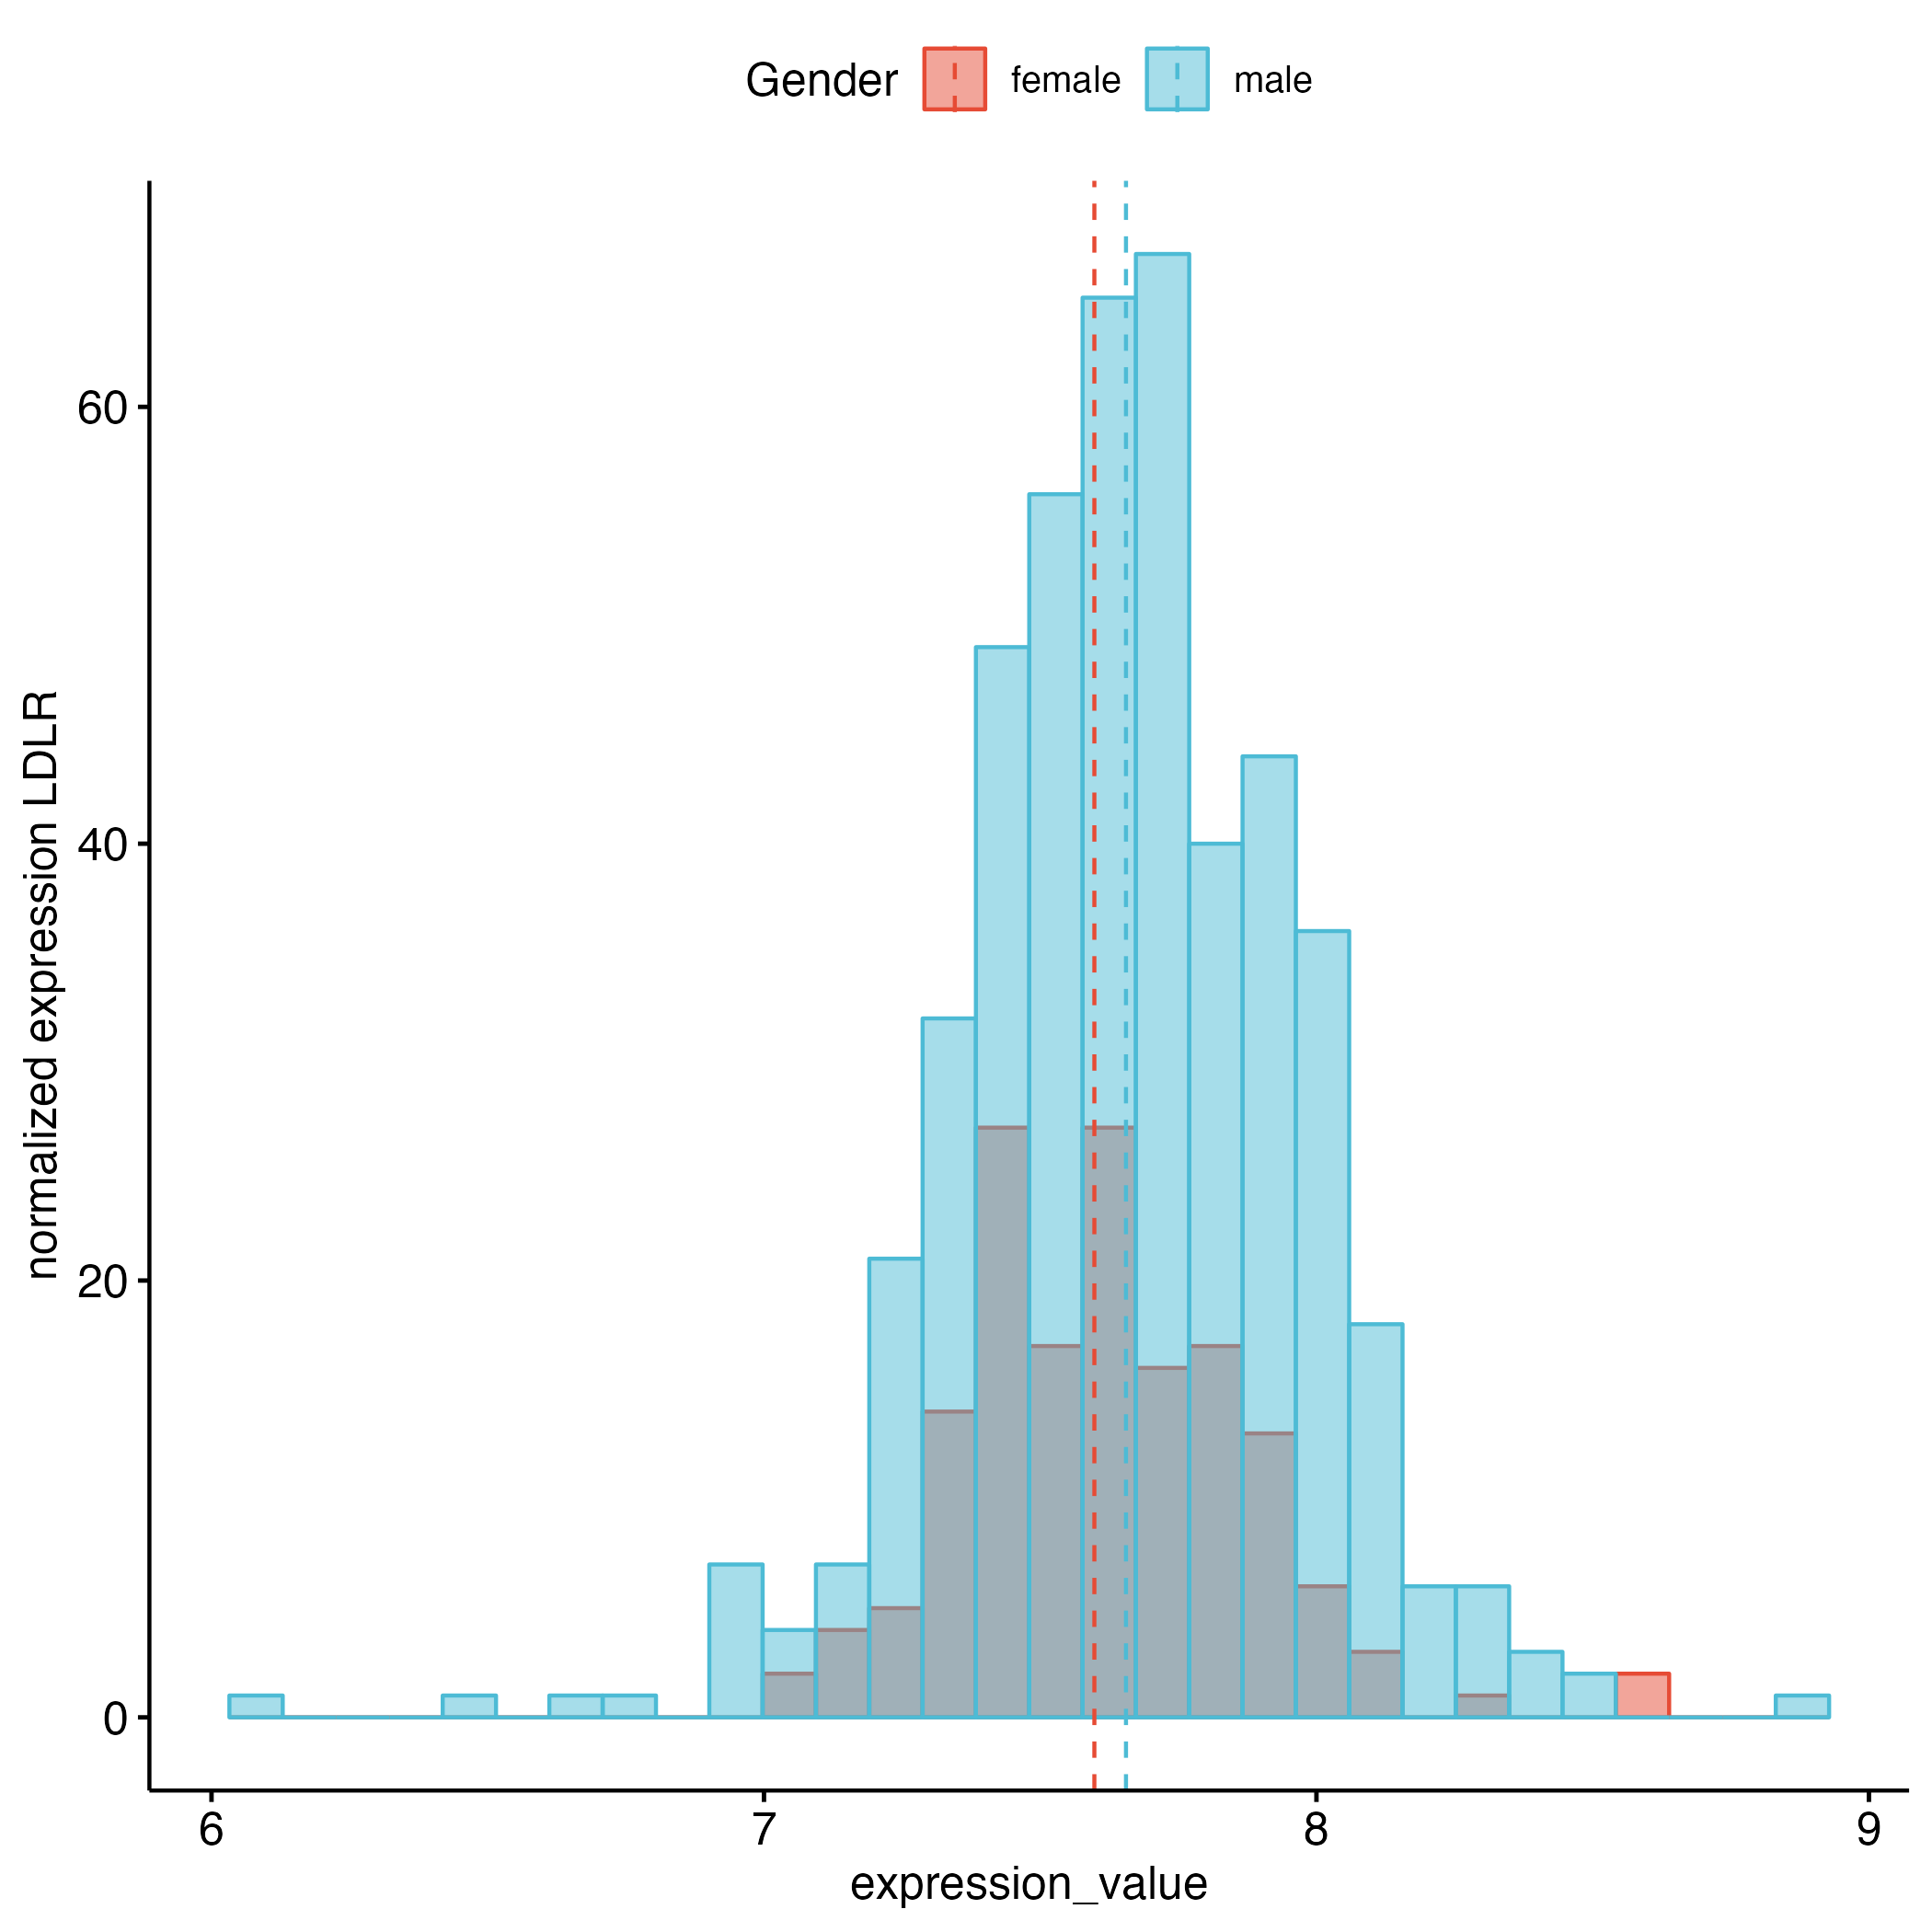 Gender female male
normalized expression LDLR
60
40
20
0
6 7 8 9
expression_value